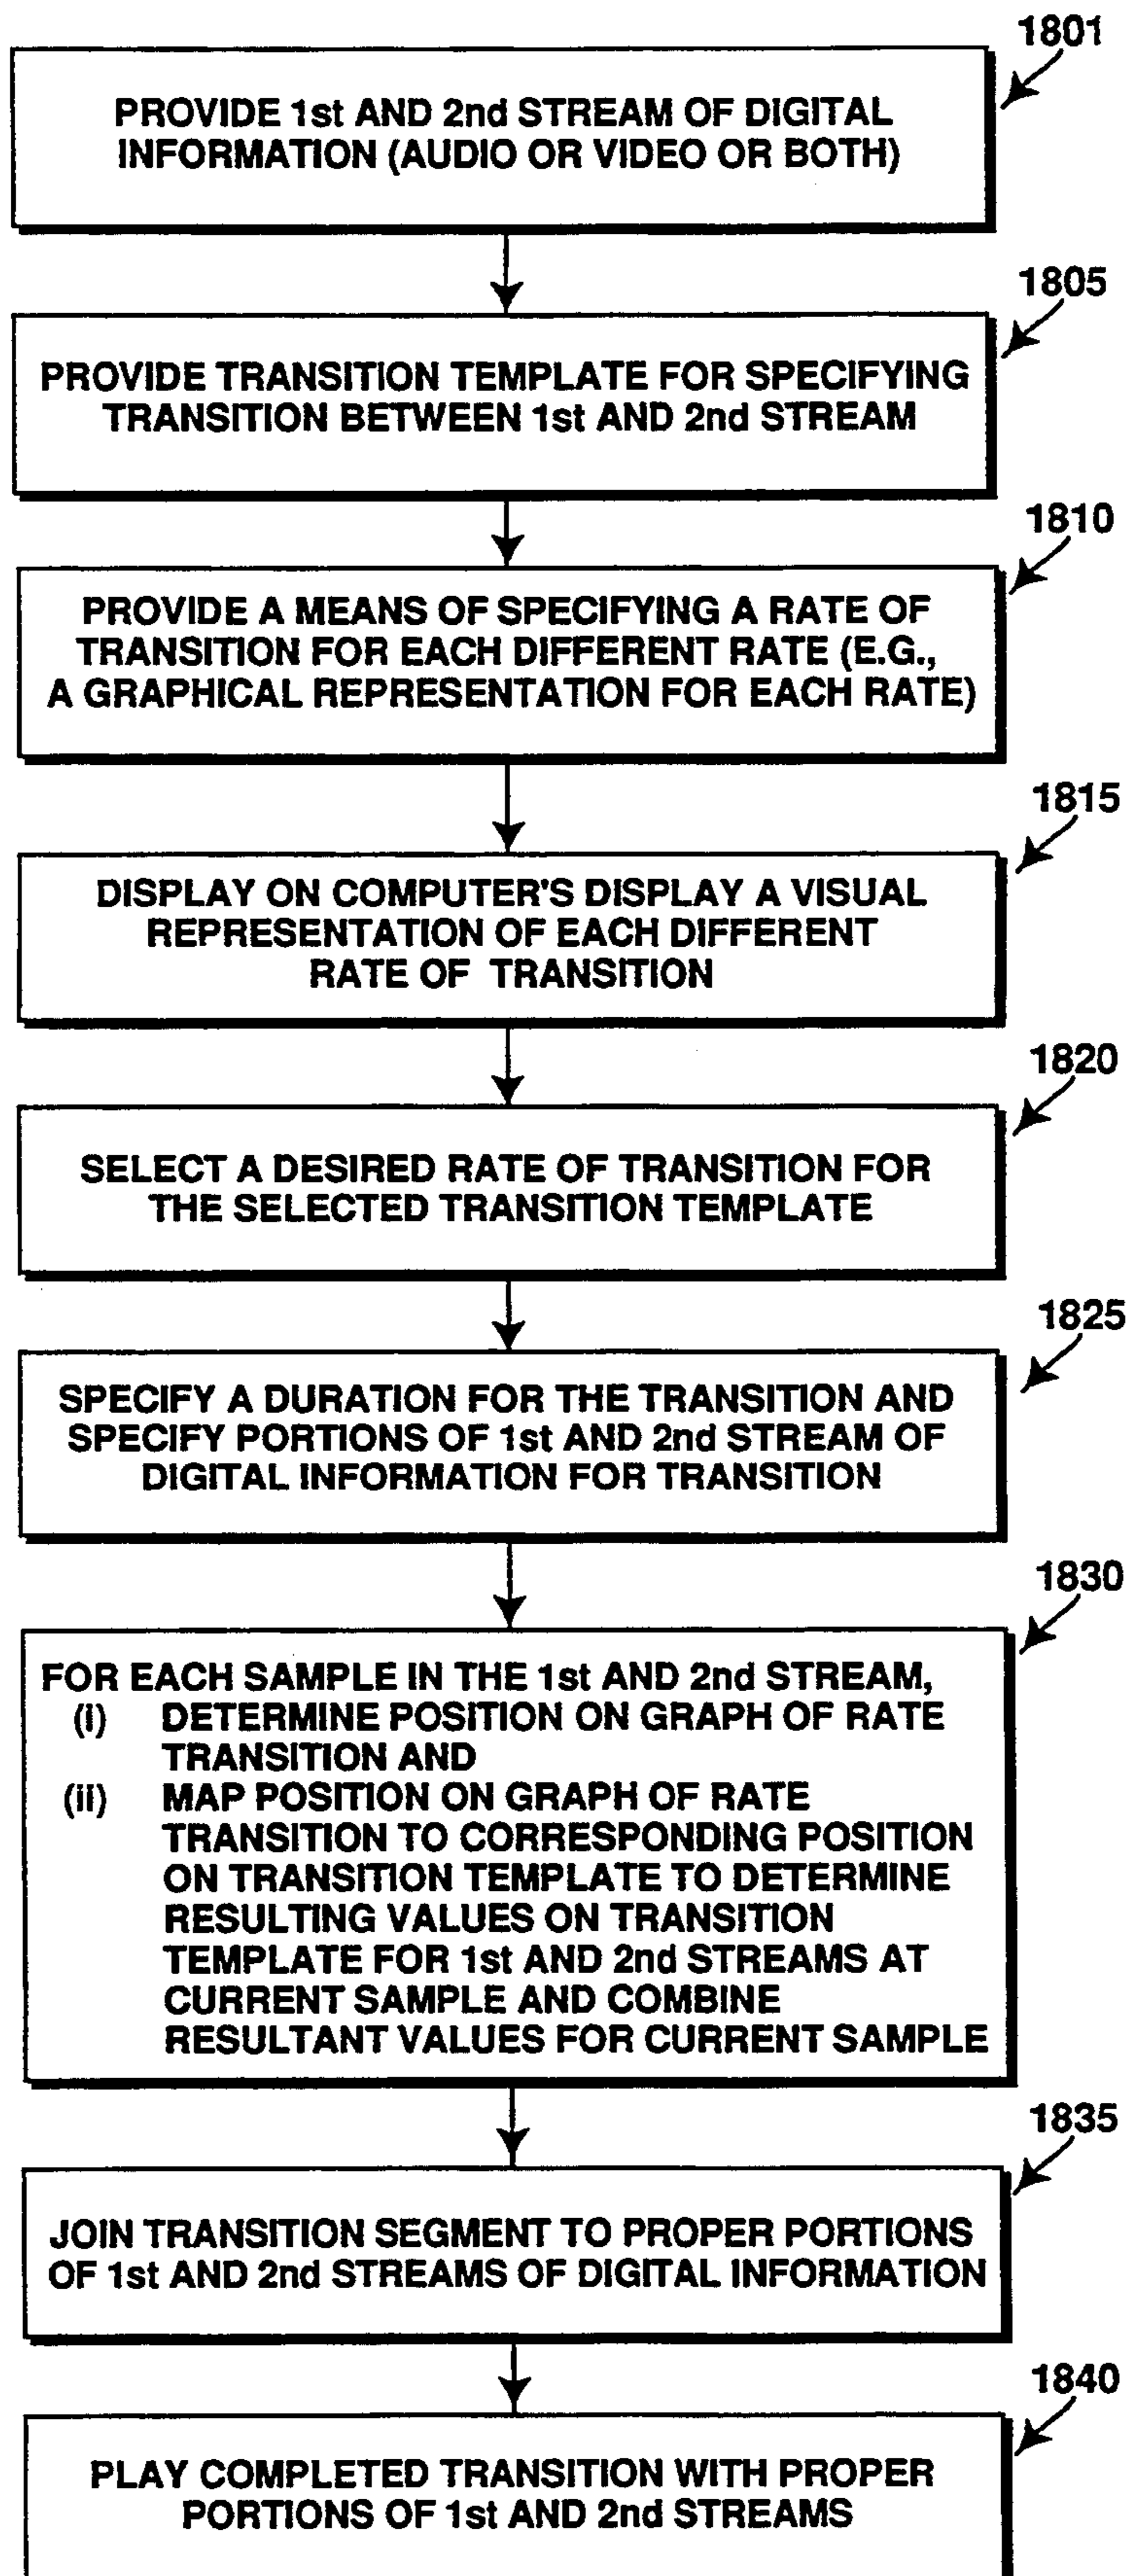 1801
PROVIDE 1st AND 2nd STREAM OF DIGITAL
INFORMATION (AUDIO OR VIDEO OR BOTH)
1805
PROVIDE TRANSITION TEMPLATE FOR SPECIFYING
TRANSITION BETWEEN 1st AND 2nd STREAM
1810
PROVIDE A MEANS OF SPECIFYING A RATE OF
TRANSITION FOR EACH DIFFERENT RATE (E.G.,
A GRAPHICAL REPRESENTATION FOR EACH RATE)
1815
DISPLAY ON COMPUTER'S DISPLAY A VISUAL
REPRESENTATION OF EACH DIFFERENT
RATE OF TRANSITION
1820
SELECT A DESIRED RATE OF TRANSITION FOR
THE SELECTED TRANSITION TEMPLATE
1825
SPECIFY A DURATION FOR THE TRANSITION AND
SPECIFY PORTIONS OF 1st AND 2nd STREAM OF
DIGITAL INFORMATION FOR TRANSITION
1830
FOR EACH SAMPLE IN THE 1st AND 2nd STREAM,
(i) DETERMINE POSITION ON GRAPH OF RATE
TRANSITION AND
(ii) MAP POSITION ON GRAPH OF RATE
TRANSITION TO CORRESPONDING POSITION
ON TRANSITION TEMPLATE TO DETERMINE
RESULTING VALUES ON TRANSITION
TEMPLATE FOR 1st AND 2nd STREAMS AT
CURRENT SAMPLE AND COMBINE
RESULTANT VALUES FOR CURRENT SAMPLE
1835
JOIN TRANSITION SEGMENT TO PROPER PORTIONS
OF 1st AND 2nd STREAMS OF DIGITAL INFORMATION
1840
PLAY COMPLETED TRANSITION WITH PROPER
PORTIONS OF 1st AND 2nd STREAMS